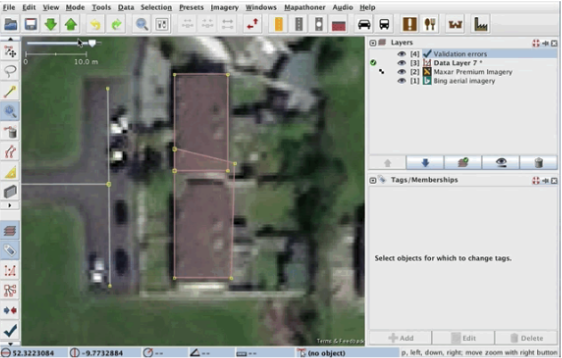 File Edit View Mode Tools Data Selection Presets Imagery Windows Mapathoner Audio Help
0 10.0 m
Layers
[4] Validation errors
[3] Data Layer 7 *
[2] Maxar Premium Imagery
[1] Bing aerial imagery
Tags/Memberships
Select objects for which to change tags.
Add Edit Delete
Terms & Feedback
52.3223084 -9.7732884 -- -- -- (no object) p, left, down, right; move zoom with right button